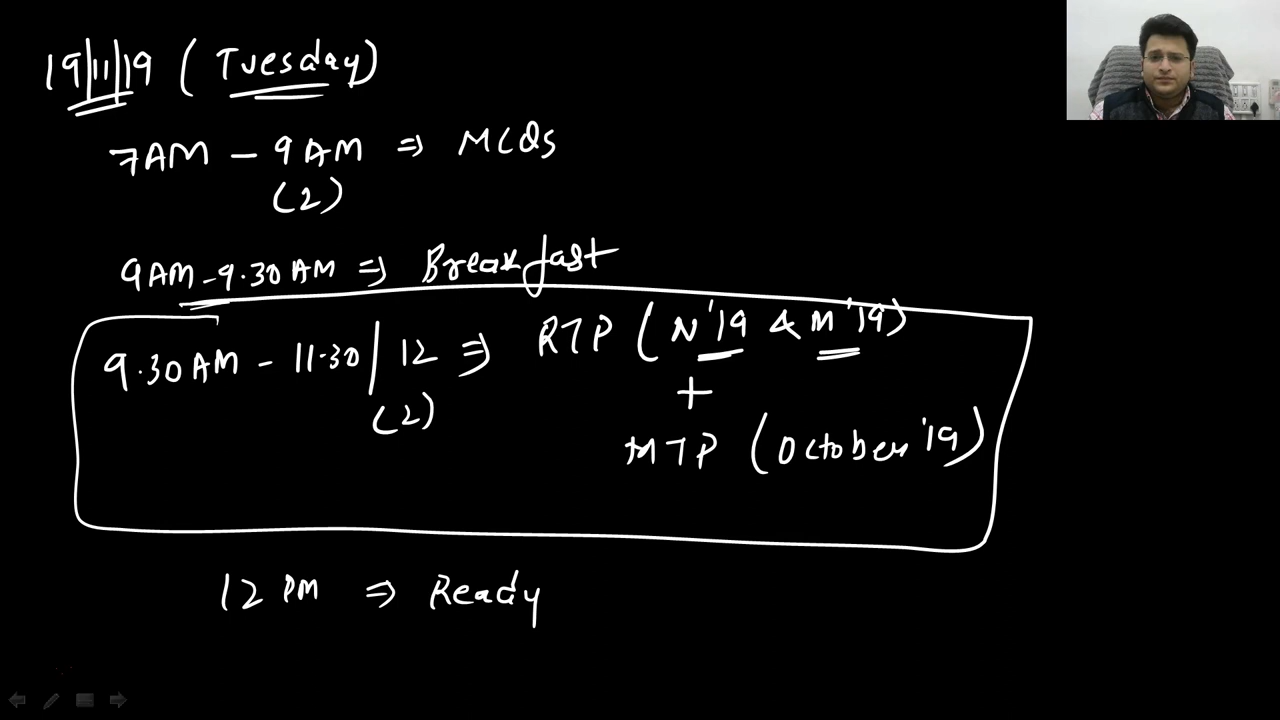 19|11|19 (Tuesday)
7AM - 9AM ⇒ MCQs
(2)
9AM - 9.30AM ⇒ Breakfast
9.30AM - 11.30 | 12 ⇒ RTP (N'19 & M'19)
(2)
+
MTP (October '19)
12 PM ⇒ Ready